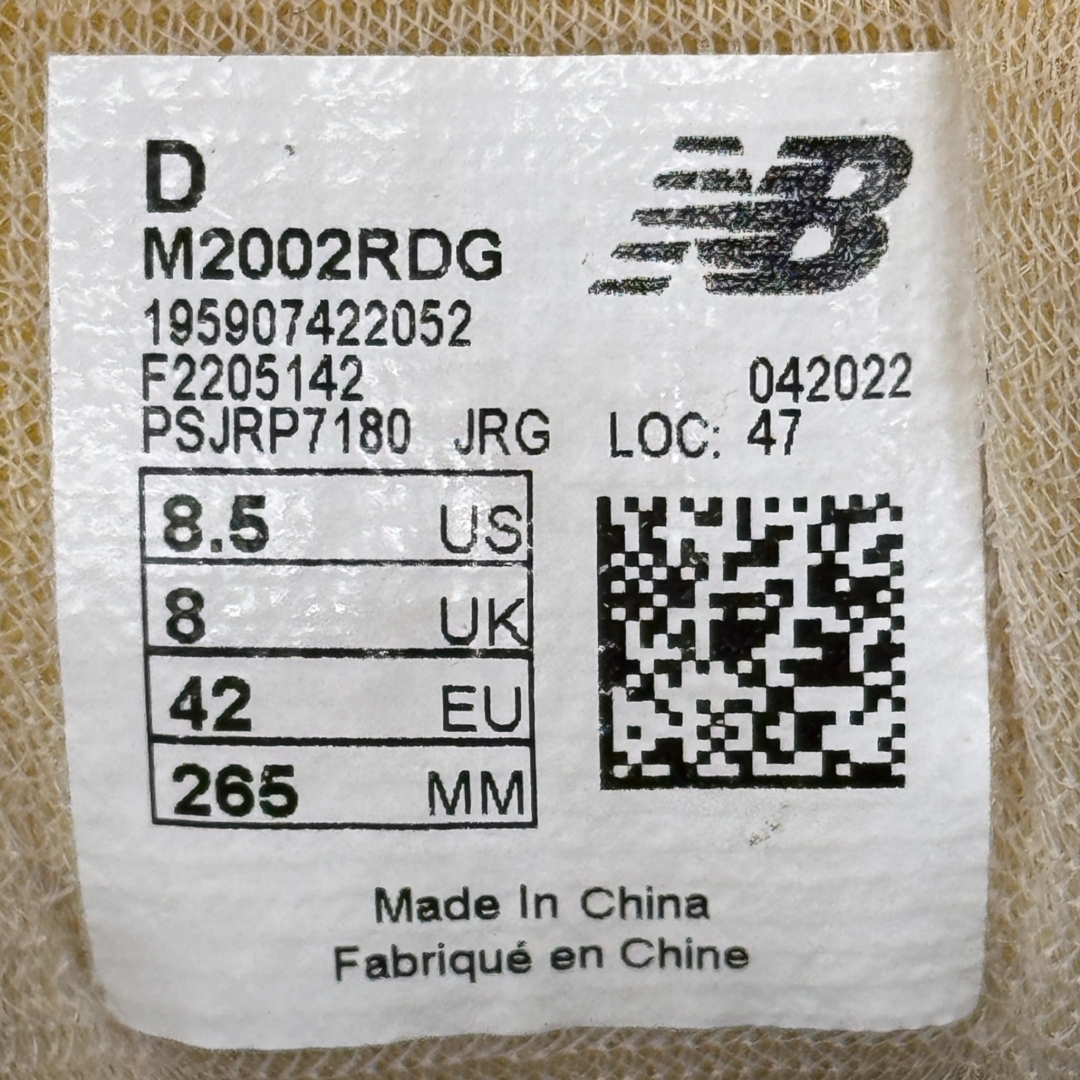 D
NB
M2002RDG
195907422052
F2205142 042022
PSJRP7180 JRG LOC: 47
8.5 US
8 UK
42 EU
265 MM
Made In China
Fabriqué en Chine